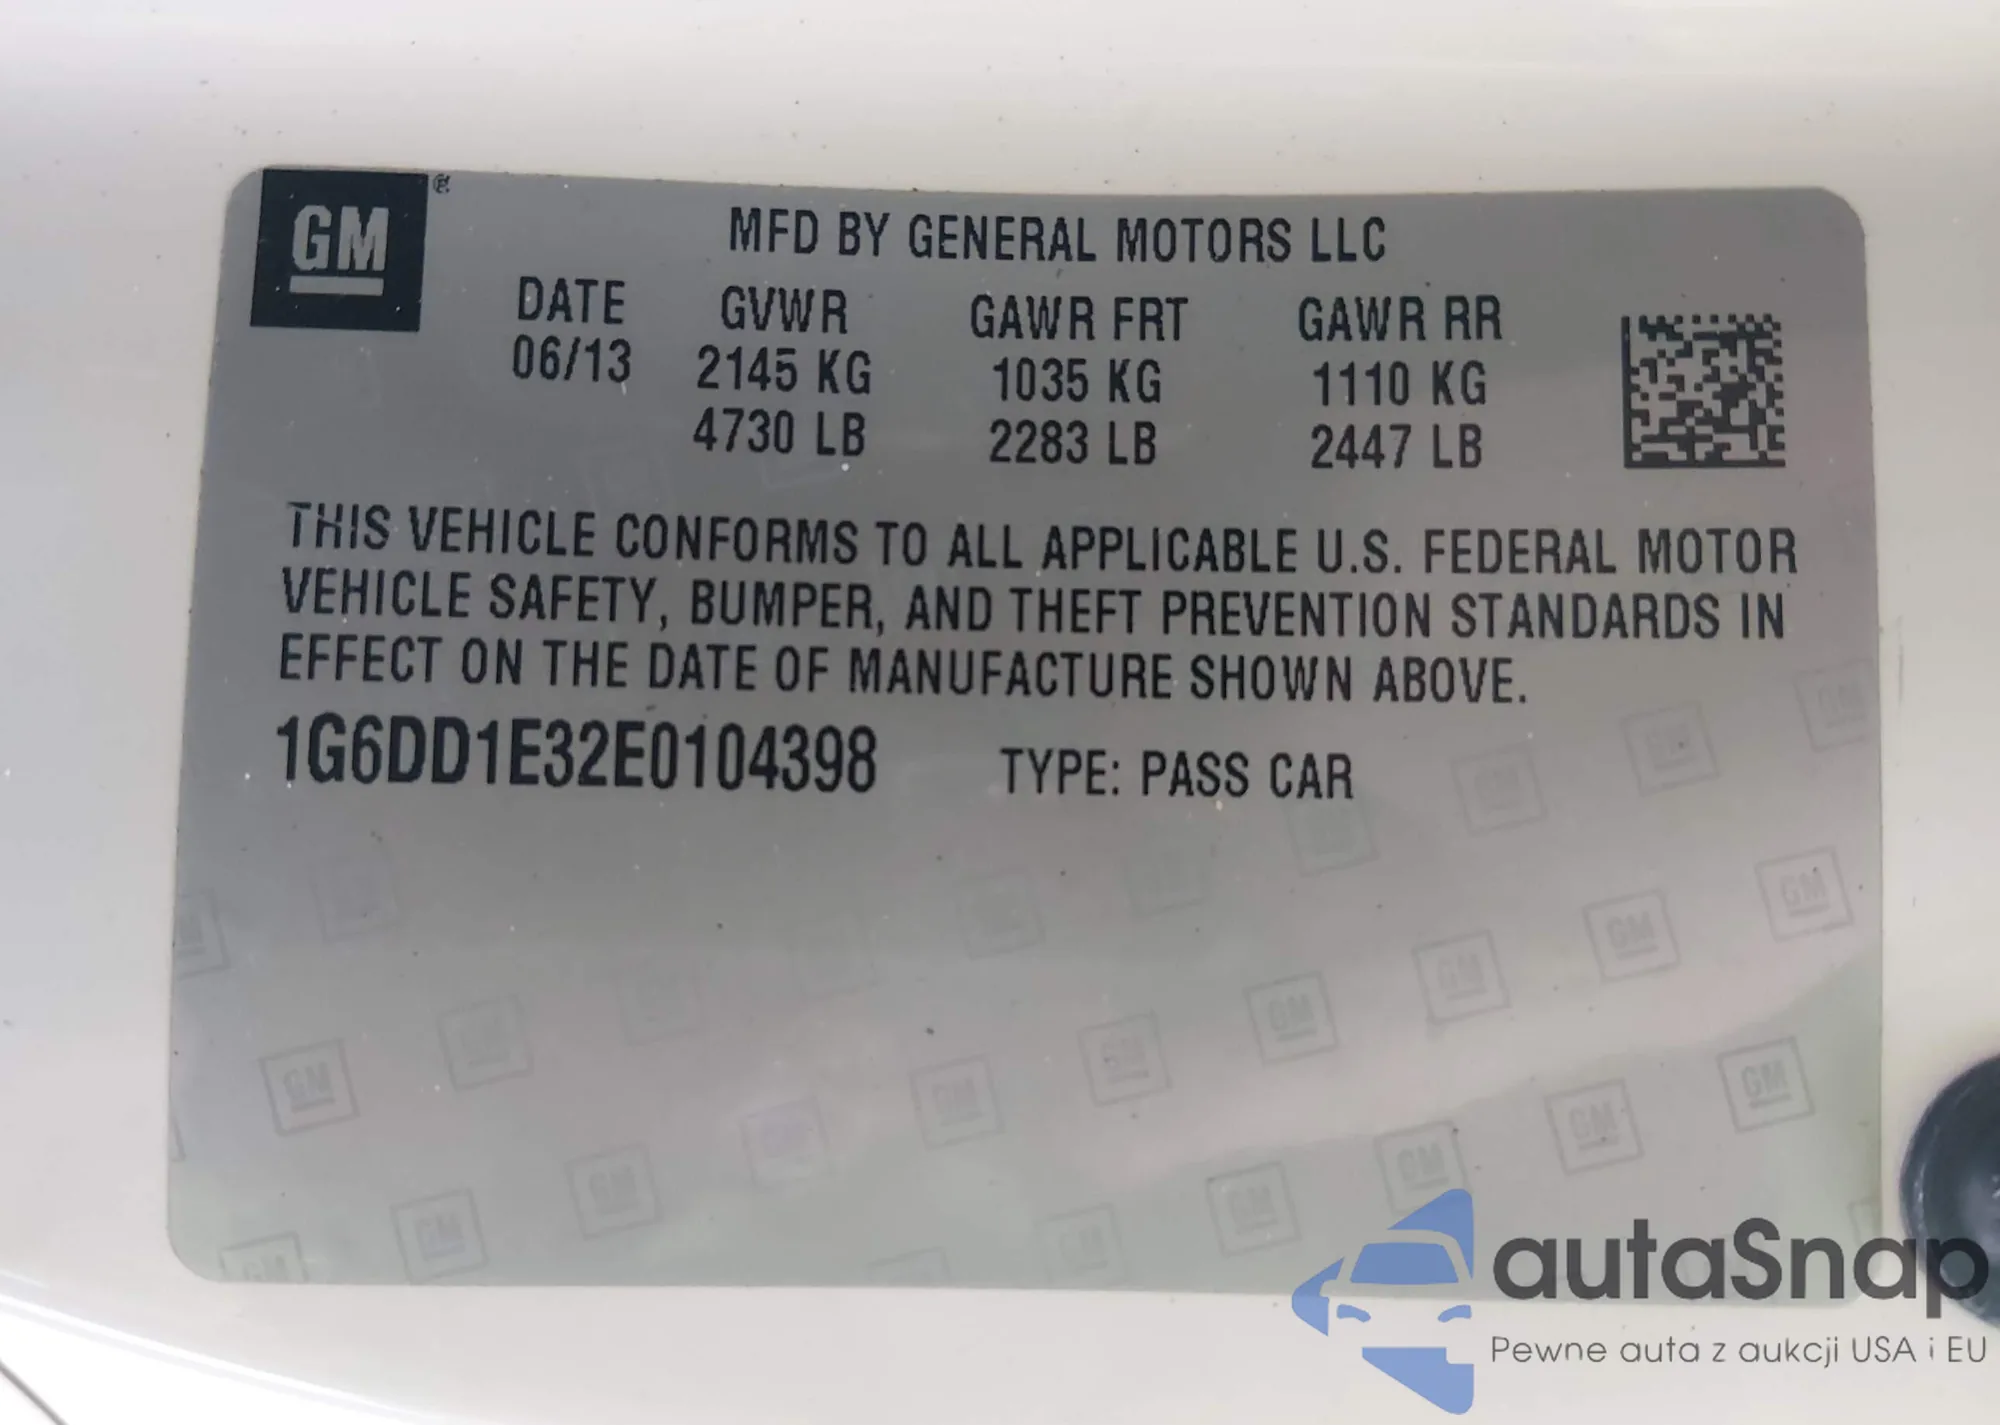 GM
MFD BY GENERAL MOTORS LLC
DATE GVWR GAWR FRT GAWR RR
06/13 2145 KG 1035 KG 1110 KG
4730 LB 2283 LB 2447 LB
THIS VEHICLE CONFORMS TO ALL APPLICABLE U.S. FEDERAL MOTOR
VEHICLE SAFETY, BUMPER, AND THEFT PREVENTION STANDARDS IN
EFFECT ON THE DATE OF MANUFACTURE SHOWN ABOVE.
1G6DD1E32E0104398 TYPE: PASS CAR
autaSnap
Pewne auta z aukcji USA i EU